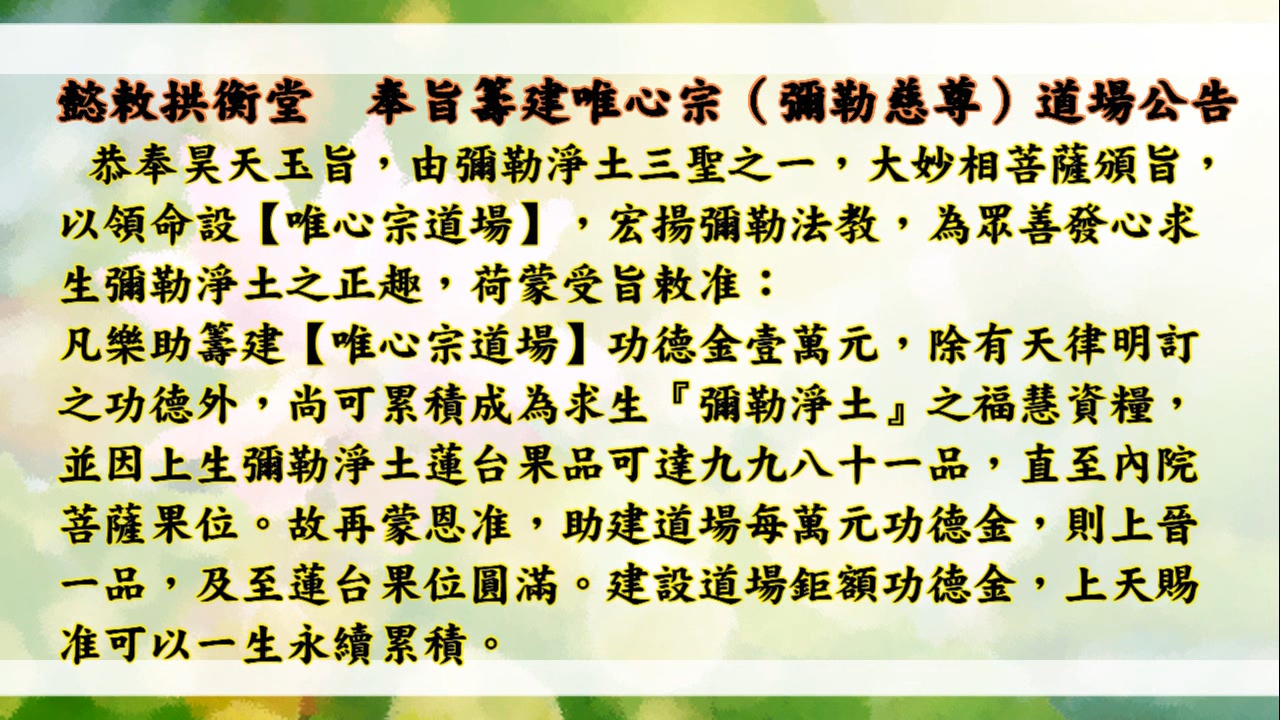 懿敕拱衡堂　奉旨籌建唯心宗（彌勒慈尊）道場公告
恭奉昊天玉旨，由彌勒淨土三聖之一，大妙相菩薩頒旨，
以領命設【唯心宗道場】，宏揚彌勒法教，為眾善發心求
生彌勒淨土之正趣，荷蒙受旨敕准：
凡樂助籌建【唯心宗道場】功德金壹萬元，除有天律明訂
之功德外，尚可累積成為求生『彌勒淨土』之福慧資糧，
並因上生彌勒淨土蓮台果品可達九九八十一品，直至內院
菩薩果位。故再蒙恩准，助建道場每萬元功德金，則上晉
一品，及至蓮台果位圓滿。建設道場鉅額功德金，上天賜
准可以一生永續累積。